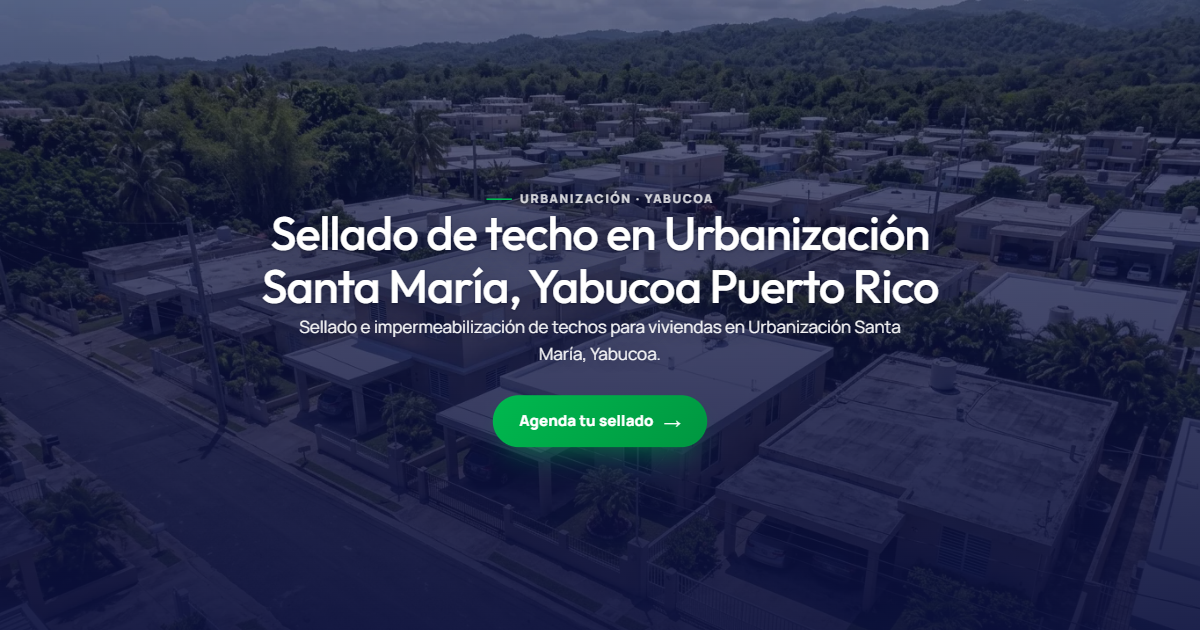 URBANIZACIÓN · YABUCOA
Sellado de techo en Urbanización
Santa María, Yabucoa Puerto Rico
Sellado e impermeabilización de techos para viviendas en Urbanización Santa
María, Yabucoa.
Agenda tu sellado →